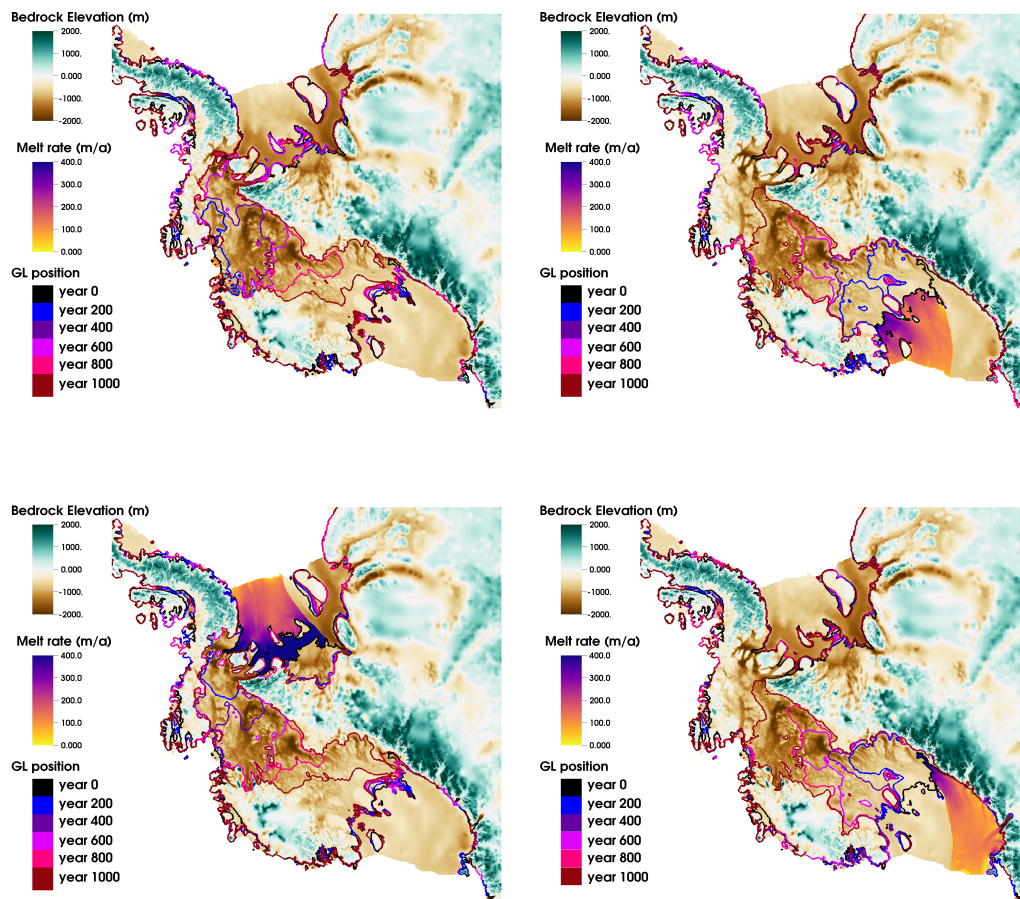 Bedrock Elevation (m)
2000.
1000.
0.000
-1000.
-2000.
Melt rate (m/a)
400.0
300.0
200.0
100.0
0.000
GL position
year 0
year 200
year 400
year 600
year 800
year 1000
Bedrock Elevation (m)
2000.
1000.
0.000
-1000.
-2000.
Melt rate (m/a)
400.0
300.0
200.0
100.0
0.000
GL position
year 0
year 200
year 400
year 600
year 800
year 1000
Bedrock Elevation (m)
2000.
1000.
0.000
-1000.
-2000.
Melt rate (m/a)
400.0
300.0
200.0
100.0
0.000
GL position
year 0
year 200
year 400
year 600
year 800
year 1000
Bedrock Elevation (m)
2000.
1000.
0.000
-1000.
-2000.
Melt rate (m/a)
400.0
300.0
200.0
100.0
0.000
GL position
year 0
year 200
year 400
year 600
year 800
year 1000